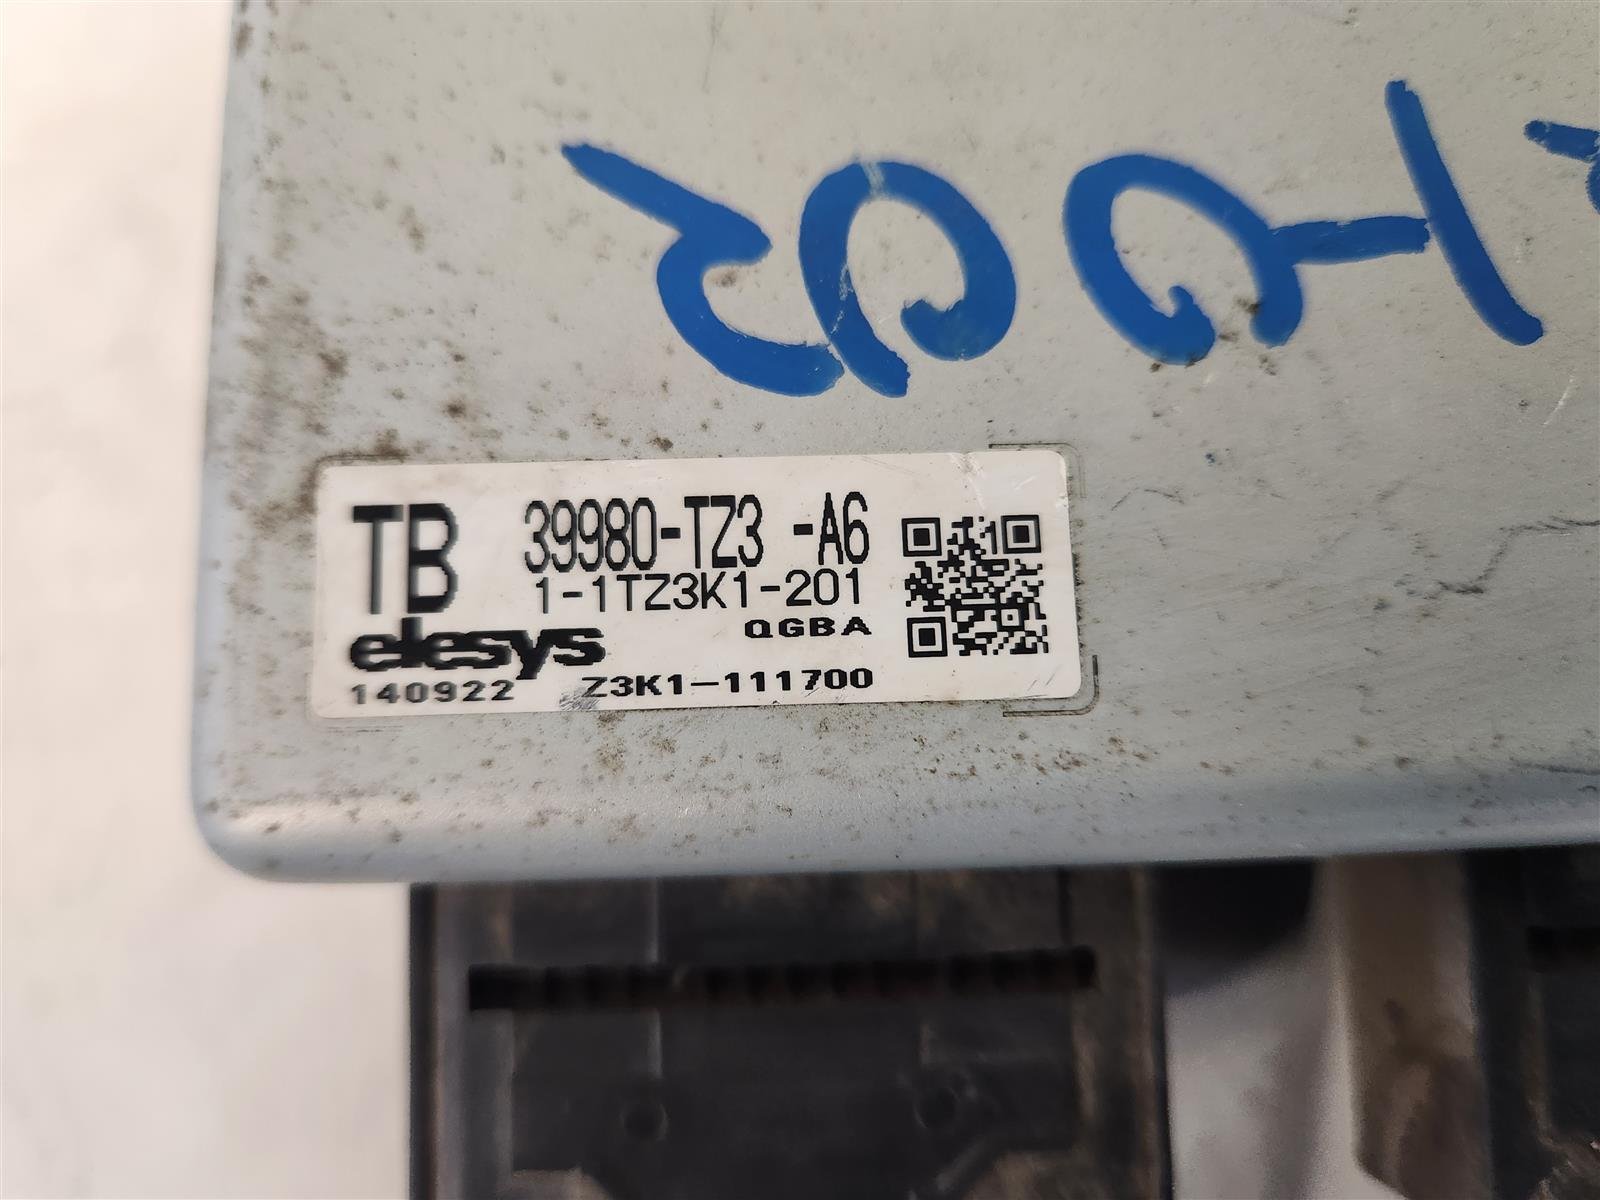 TB 39980-TZ3 -A6
1-1TZ3K1-201
QGBA
elesys
140922 Z3K1-111700